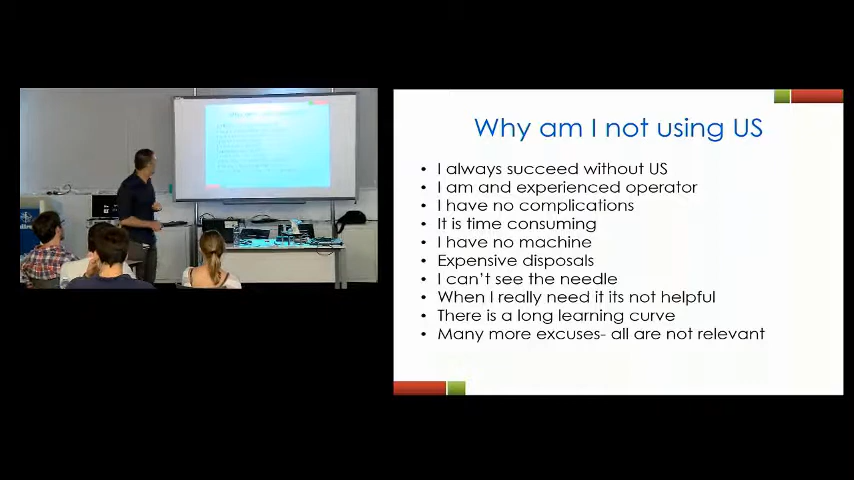 Why am I not using US
• I always succeed without US
• I am and experienced operator
• I have no complications
• It is time consuming
• I have no machine
• Expensive disposals
• I can't see the needle
• When I really need it its not helpful
• There is a long learning curve
• Many more excuses- all are not relevant